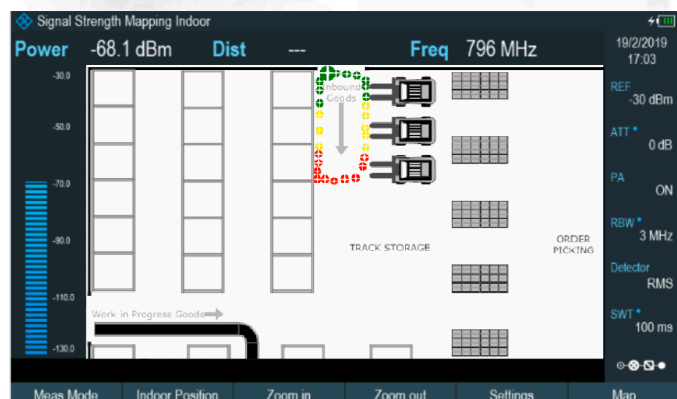 Signal Strength Mapping Indoor
Power -68.1 dBm Dist --- Freq 796 MHz
19/2/2019
17:03
-30.0
-50.0
-70.0
-90.0
-110.0
-130.0
Inbound
Goods
TRACK STORAGE
ORDER
PICKING
Work in Progress Goods
REF
-30 dBm
ATT
0 dB
PA
ON
RBW
3 MHz
Detector
RMS
SWT
100 ms
Meas Mode Indoor Position Zoom in Zoom out Settings Map